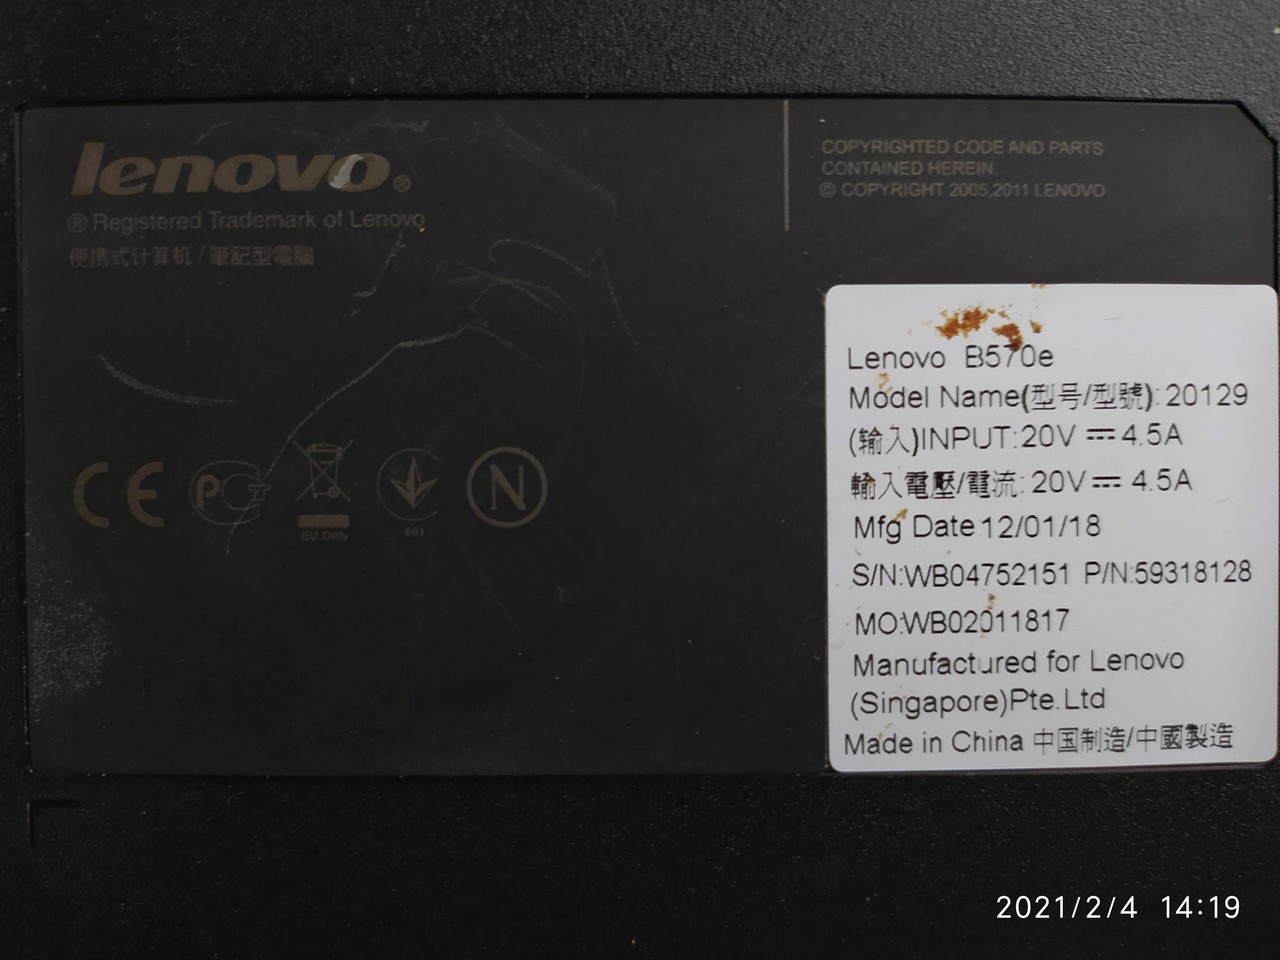 lenovo®
® Registered Trademark of Lenovo
便携式计算机 / 筆記型電腦
COPYRIGHTED CODE AND PARTS
CONTAINED HEREIN.
© COPYRIGHT 2005,2011 LENOVO
CE PG EU Only 601 N
Lenovo B570e
Model Name(型号/型號): 20129
(输入)INPUT:20V ⎓ 4.5A
輸入電壓/電流: 20V ⎓ 4.5A
Mfg Date 12/01/18
S/N:WB04752151 P/N:59318128
MO:WB02011817
Manufactured for Lenovo
(Singapore)Pte.Ltd
Made in China 中国制造/中國製造
2021/2/4 14:19